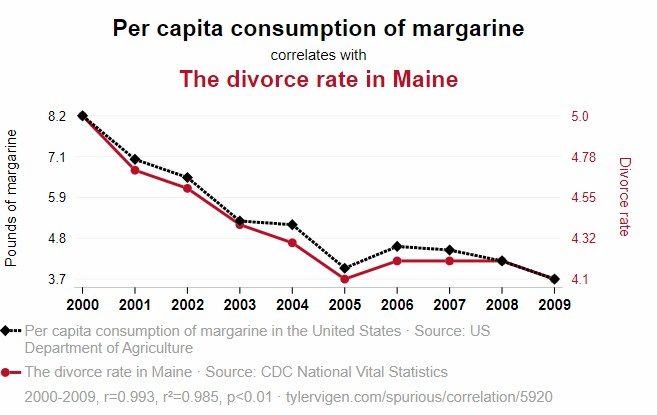 Per capita consumption of margarine
correlates with
The divorce rate in Maine
Pounds of margarine
8.2
7.1
5.9
4.8
3.7
5.0
4.78
4.55
4.32
4.1
Divorce rate
2000 2001 2002 2003 2004 2005 2006 2007 2008 2009
Per capita consumption of margarine in the United States · Source: US
Department of Agriculture
The divorce rate in Maine · Source: CDC National Vital Statistics
2000-2009, r=0.993, r²=0.985, p<0.01 · tylervigen.com/spurious/correlation/5920